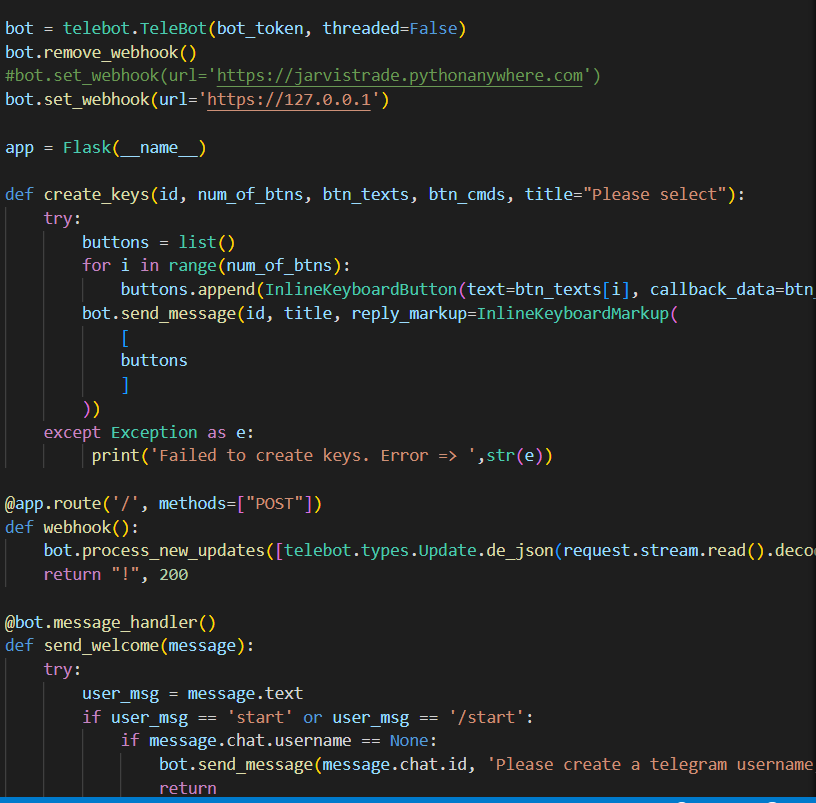 bot = telebot.TeleBot(bot_token, threaded=False)
bot.remove_webhook()
#bot.set_webhook(url='https://jarvistrade.pythonanywhere.com')
bot.set_webhook(url='https://127.0.0.1')
app = Flask(__name__)
def create_keys(id, num_of_btns, btn_texts, btn_cmds, title="Please select"):
    try:
        buttons = list()
        for i in range(num_of_btns):
            buttons.append(InlineKeyboardButton(text=btn_texts[i], callback_data=btn_
        bot.send_message(id, title, reply_markup=InlineKeyboardMarkup(
            [
            buttons
            ]
        ))
    except Exception as e:
         print('Failed to create keys. Error => ',str(e))
@app.route('/', methods=["POST"])
def webhook():
    bot.process_new_updates([telebot.types.Update.de_json(request.stream.read().deco
    return "!", 200
@bot.message_handler()
def send_welcome(message):
    try:
        user_msg = message.text
        if user_msg == 'start' or user_msg == '/start':
            if message.chat.username == None:
                bot.send_message(message.chat.id, 'Please create a telegram username
                return